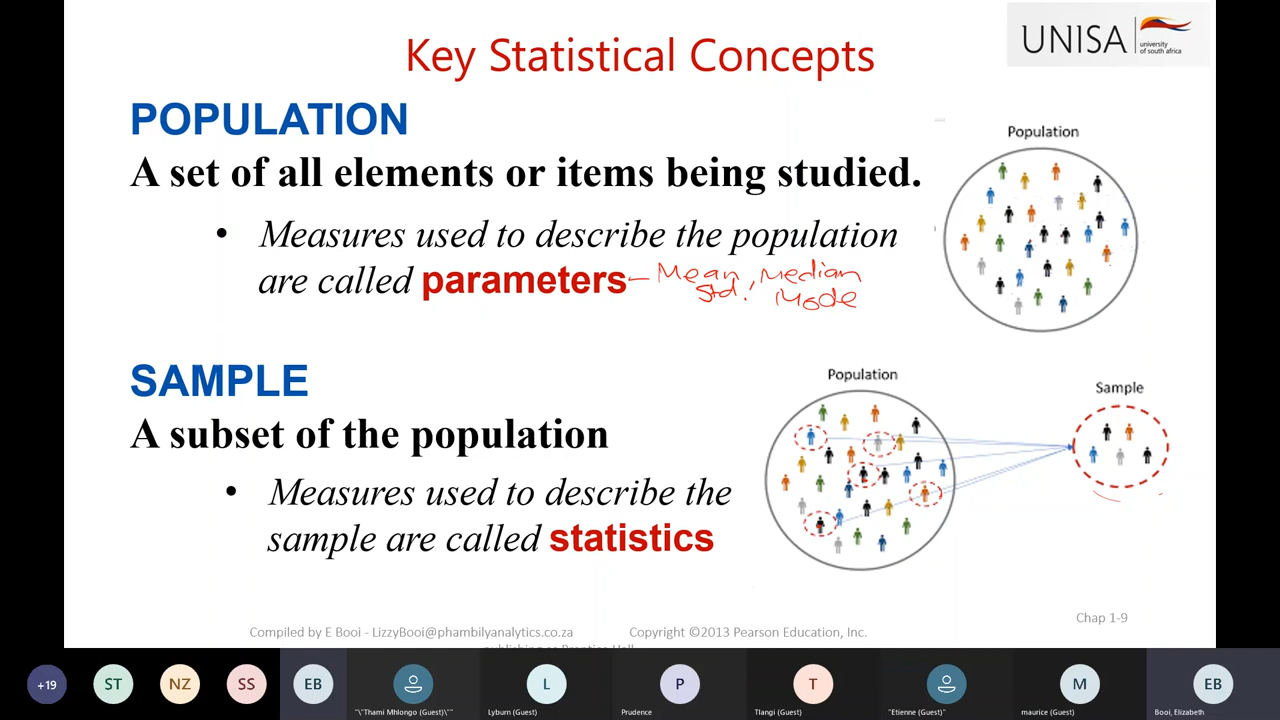 Key Statistical Concepts
UNISA
university
of south africa
POPULATION
A set of all elements or items being studied.
• Measures used to describe the population
are called parameters – Mean, Median
Std. Mode
Population
SAMPLE
A subset of the population
• Measures used to describe the
sample are called statistics
Population
Sample
Chap 1-9
Compiled by E Booi - LizzyBooi@phambilyanalytics.co.za
Copyright ©2013 Pearson Education, Inc.
publishing as Prentice Hall
+19
ST
NZ
SS
EB
"\"Thami Mhlongo (Guest)\""
L
Lyburn (Guest)
P
Prudence
T
Tlangi (Guest)
"Etienne (Guest)"
M
maurice (Guest)
EB
Booi, Elizabeth